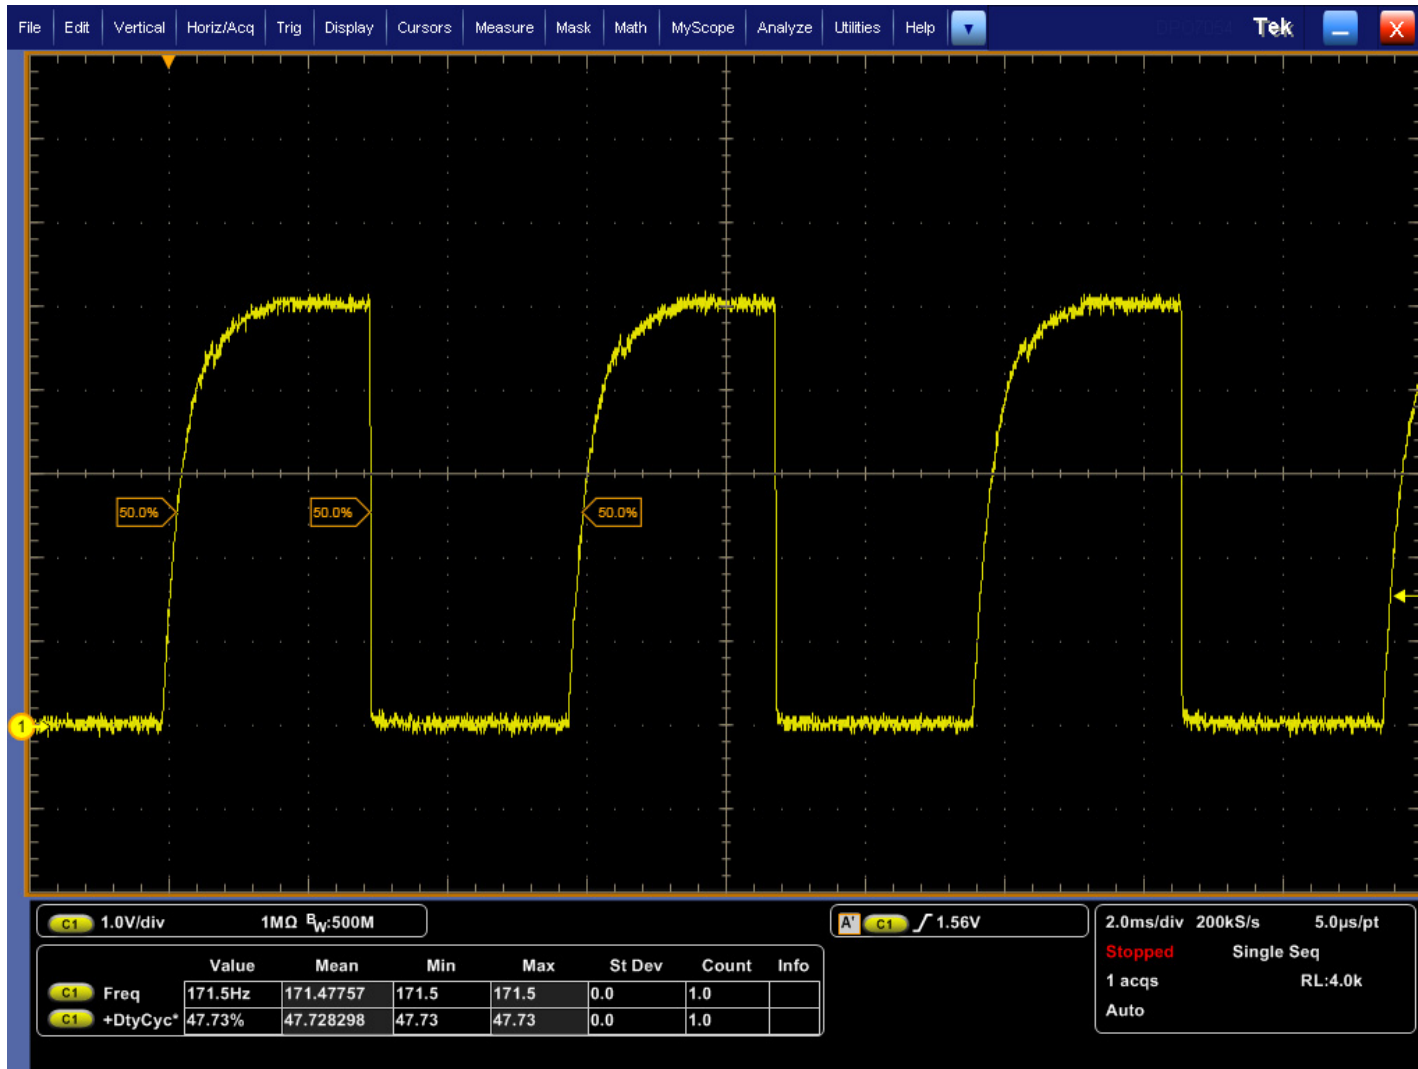 File Edit Vertical Horiz/Acq Trig Display Cursors Measure Mask Math MyScope Analyze Utilities Help Tek X
50.0% 50.0% 50.0%
1
C1 1.0V/div 1MΩ BW:500M
A' C1 1.56V
2.0ms/div 200kS/s 5.0µs/pt
Stopped Single Seq
1 acqs RL:4.0k
Auto
Value Mean Min Max St Dev Count Info
C1 Freq 171.5Hz 171.47757 171.5 171.5 0.0 1.0
C1 +DtyCyc* 47.73% 47.728298 47.73 47.73 0.0 1.0